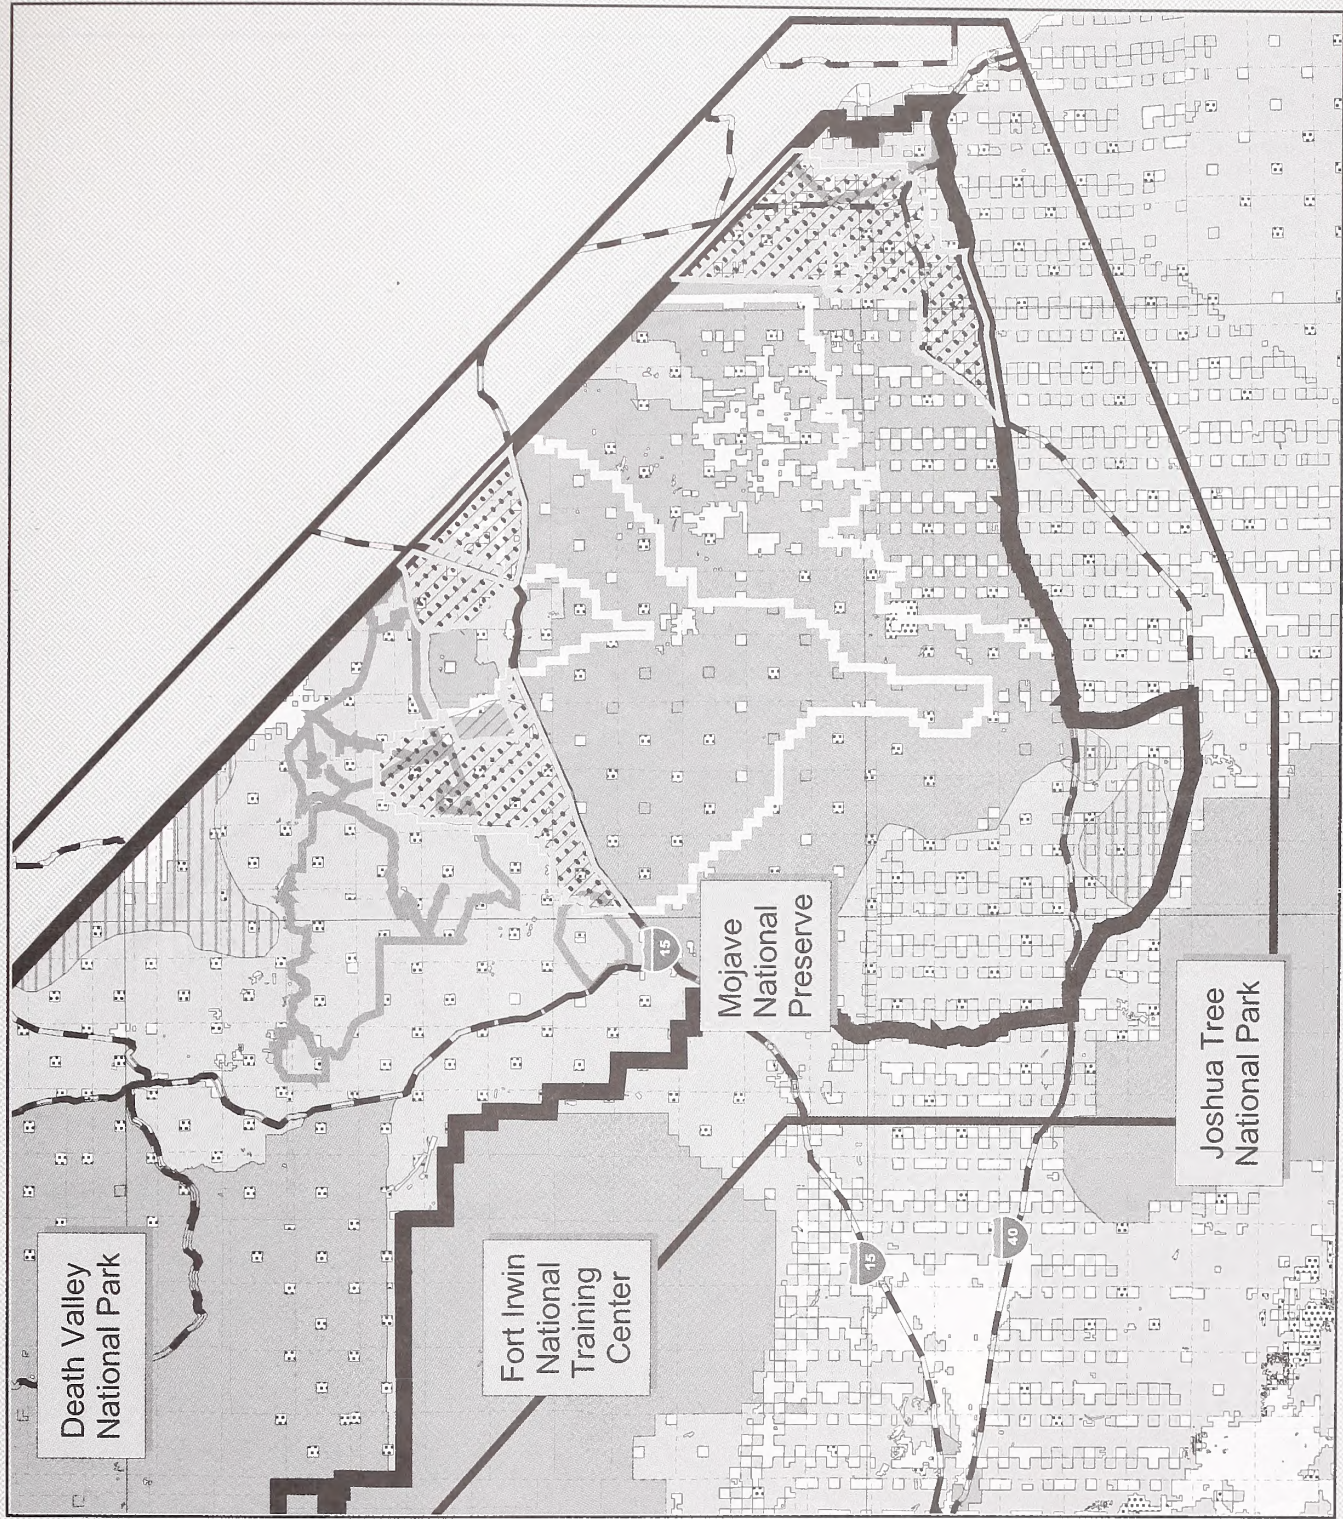 Death Valley
National Park
Fort Irwin
National
Training
Center
Mojave
National
Preserve
Joshua Tree
National Park
15
15
40